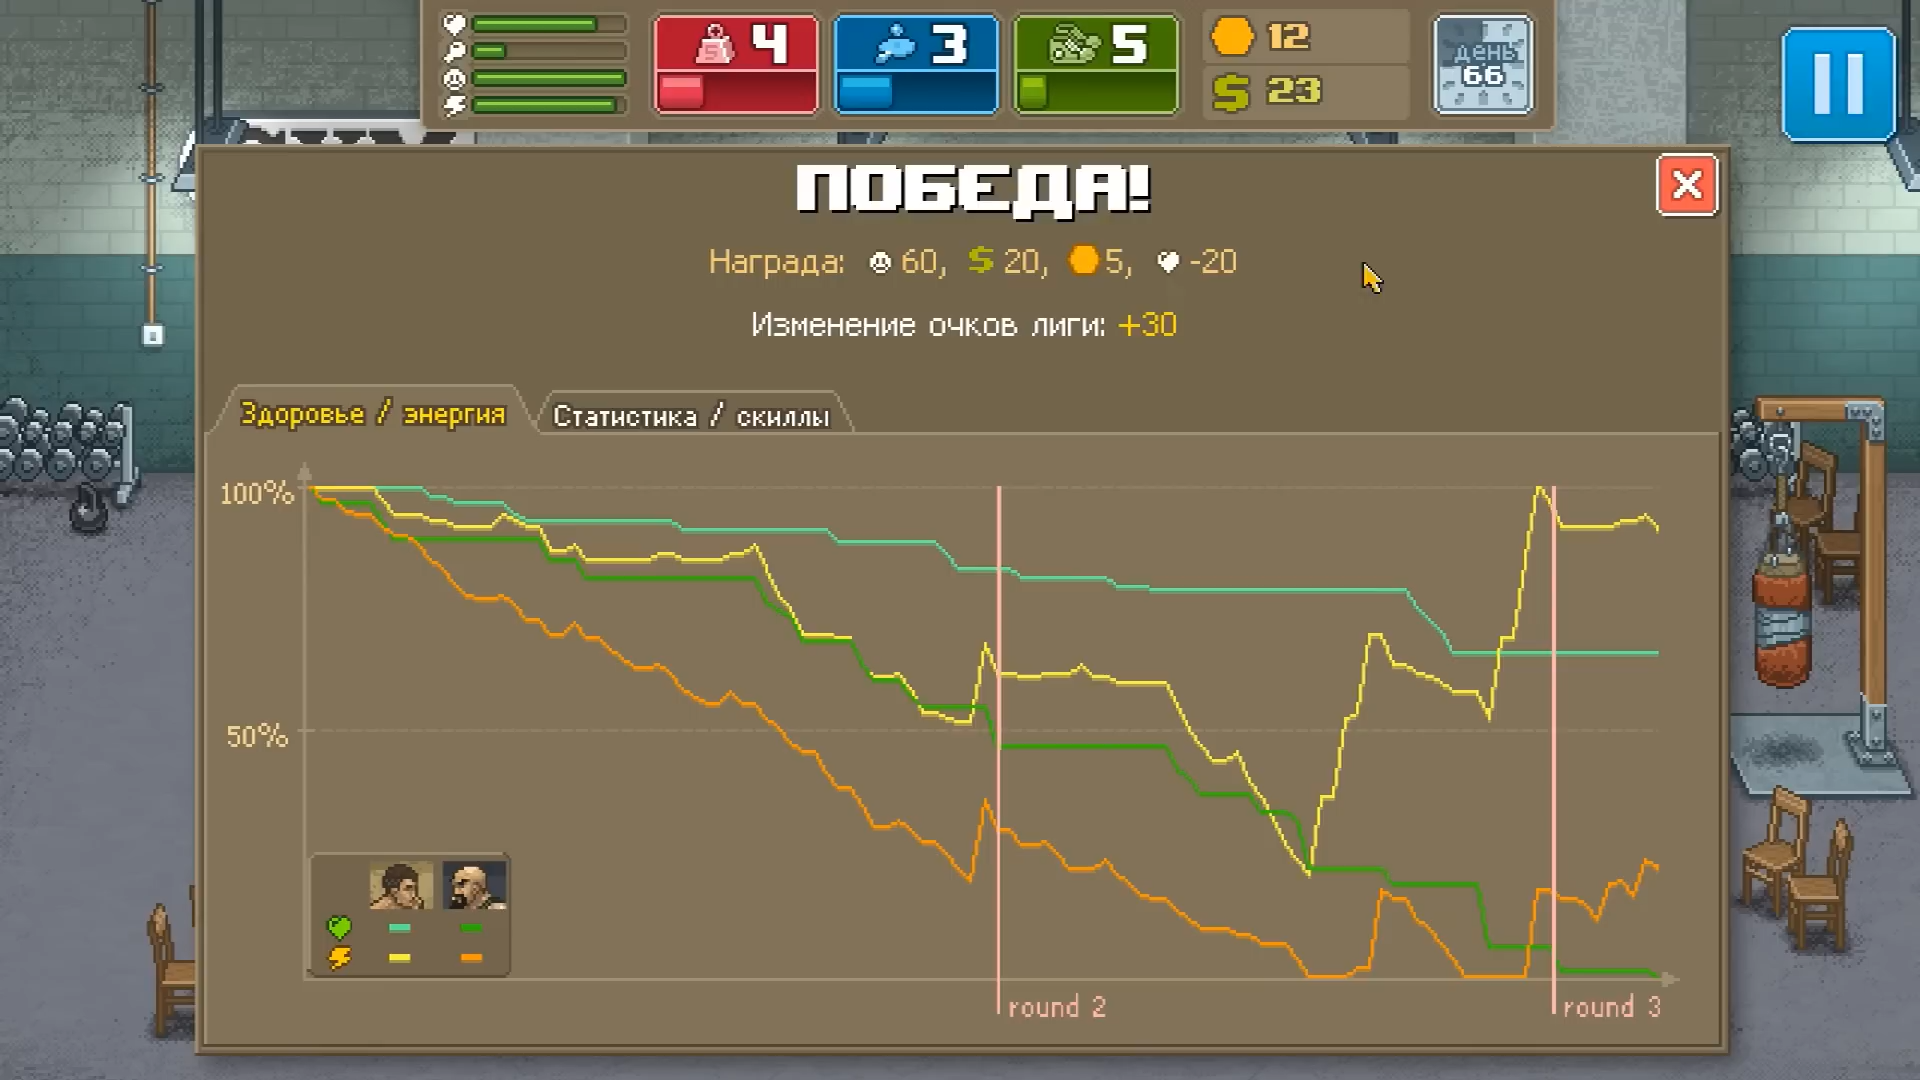 4 3 5 12
23
день
66
ПОБЕДА!
Награда: 60, $ 20, 5, -20
Изменение очков лиги: +30
Здоровье / энергия Статистика / скиллы
100%
50%
round 2 round 3